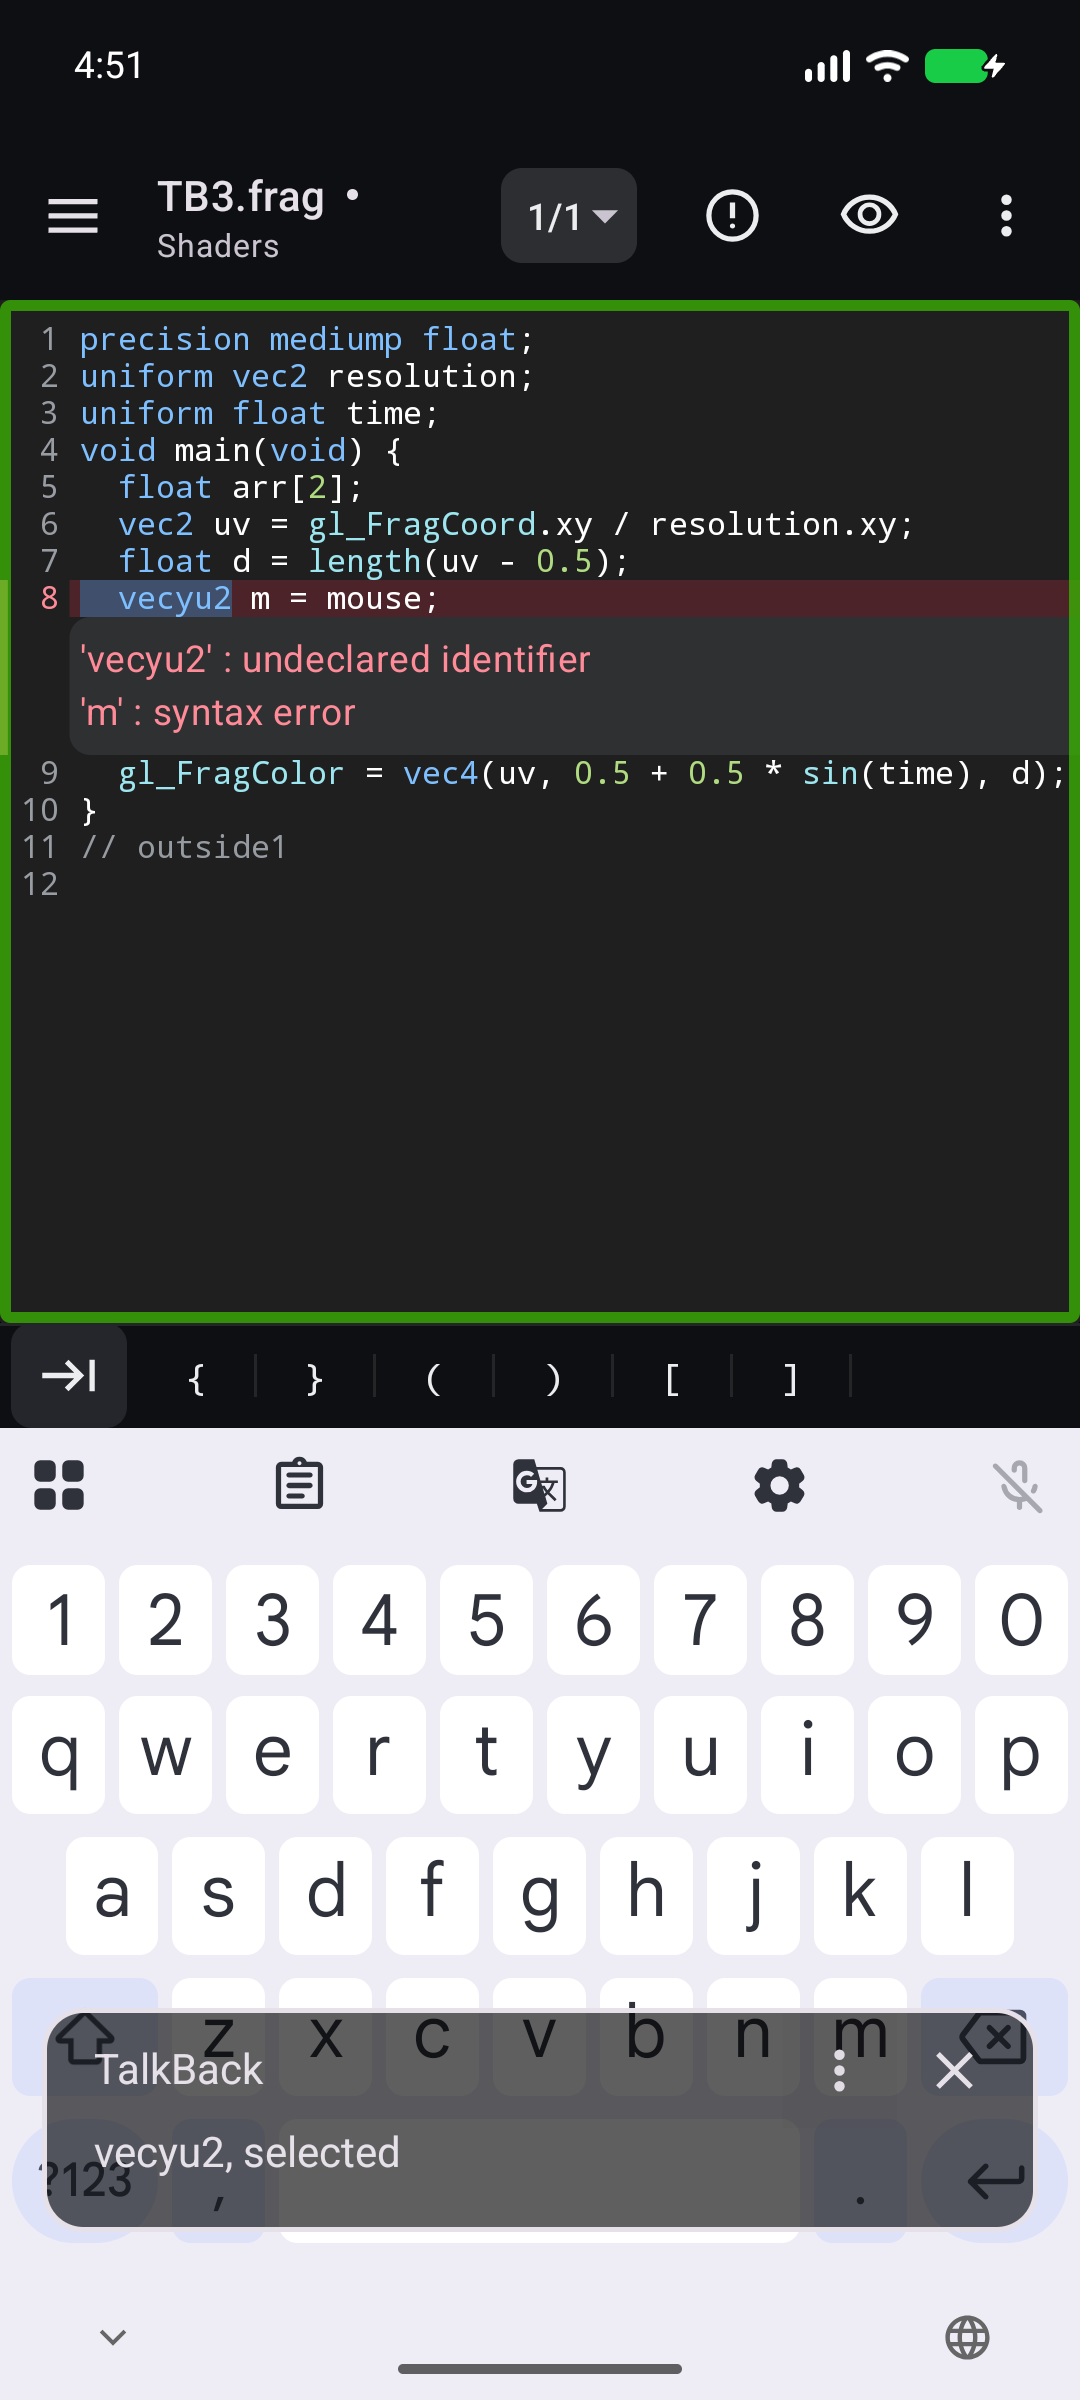 4:51
TB3.frag •
Shaders
1/1
1 precision mediump float;
2 uniform vec2 resolution;
3 uniform float time;
4 void main(void) {
5   float arr[2];
6   vec2 uv = gl_FragCoord.xy / resolution.xy;
7   float d = length(uv - 0.5);
8   vecyu2 m = mouse;
'vecyu2' : undeclared identifier
'm' : syntax error
9   gl_FragColor = vec4(uv, 0.5 + 0.5 * sin(time), d);
10 }
11 // outside1
12
{ } ( ) [ ]
1 2 3 4 5 6 7 8 9 0
q w e r t y u i o p
a s d f g h j k l
z x c v b n m
TalkBack
vecyu2, selected
?123 , .